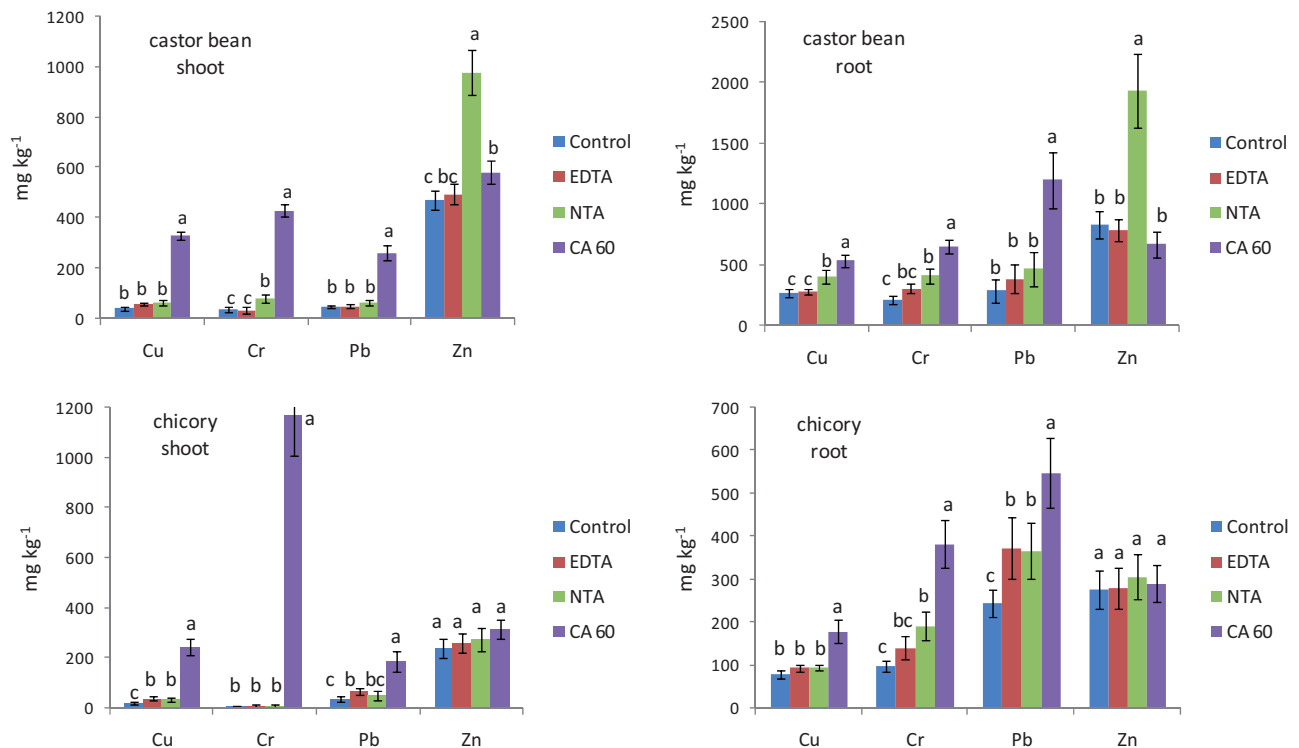 castor bean
shoot
mg kg-1
1200
1000
800
600
400
200
0
b b b a
c c b a
b b b a
c bc a b
Cu Cr Pb Zn
Control
EDTA
NTA
CA 60
castor bean
root
mg kg-1
2500
2000
1500
1000
500
0
c c b a
c bc b a
b b b a
b b a b
Cu Cr Pb Zn
Control
EDTA
NTA
CA 60
chicory
shoot
mg kg-1
1200
1000
800
600
400
200
0
c b b a
b b b a
c b bc a
a a a a
Cu Cr Pb Zn
Control
EDTA
NTA
CA 60
chicory
root
mg kg-1
700
600
500
400
300
200
100
0
b b b a
c bc b a
c b b a
a a a a
Cu Cr Pb Zn
Control
EDTA
NTA
CA 60